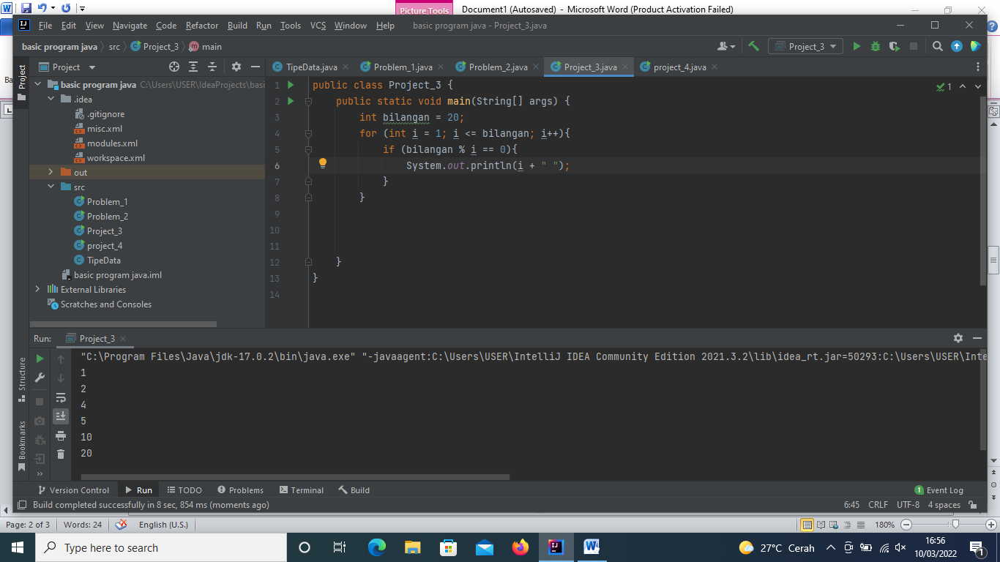 Picture Tools
Document1 (Autosaved) - Microsoft Word (Product Activation Failed)
File Edit View Navigate Code Refactor Build Run Tools VCS Window Help basic program java - Project_3.java
basic program java src Project_3 main Project_3
Ba
Project
Project
TipeData.java Problem_1.java Problem_2.java Project_3.java project_4.java
basic program java C:\Users\USER\IdeaProjects\basi
.idea
.gitignore
misc.xml
modules.xml
workspace.xml
out
src
Problem_1
Problem_2
Project_3
project_4
TipeData
basic program java.iml
External Libraries
Scratches and Consoles
1 public class Project_3 {
2 public static void main(String[] args) {
3 int bilangan = 20;
4 for (int i = 1; i <= bilangan; i++){
5 if (bilangan % i == 0){
6 System.out.println(i + " ");
7 }
8 }
9
10
11
12 }
13 }
14
1
Run: Project_3
"C:\Program Files\Java\jdk-17.0.2\bin\java.exe" "-javaagent:C:\Users\USER\IntelliJ IDEA Community Edition 2021.3.2\lib\idea_rt.jar=50293:C:\Users\USER\Inte
1
2
4
5
10
20
Structure
Bookmarks
Version Control Run TODO Problems Terminal Build 1 Event Log
Build completed successfully in 8 sec, 854 ms (moments ago) 6:45 CRLF UTF-8 4 spaces
Page: 2 of 3 Words: 24 English (U.S.) 180%
Type here to search
27°C Cerah
16:56
10/03/2022
1